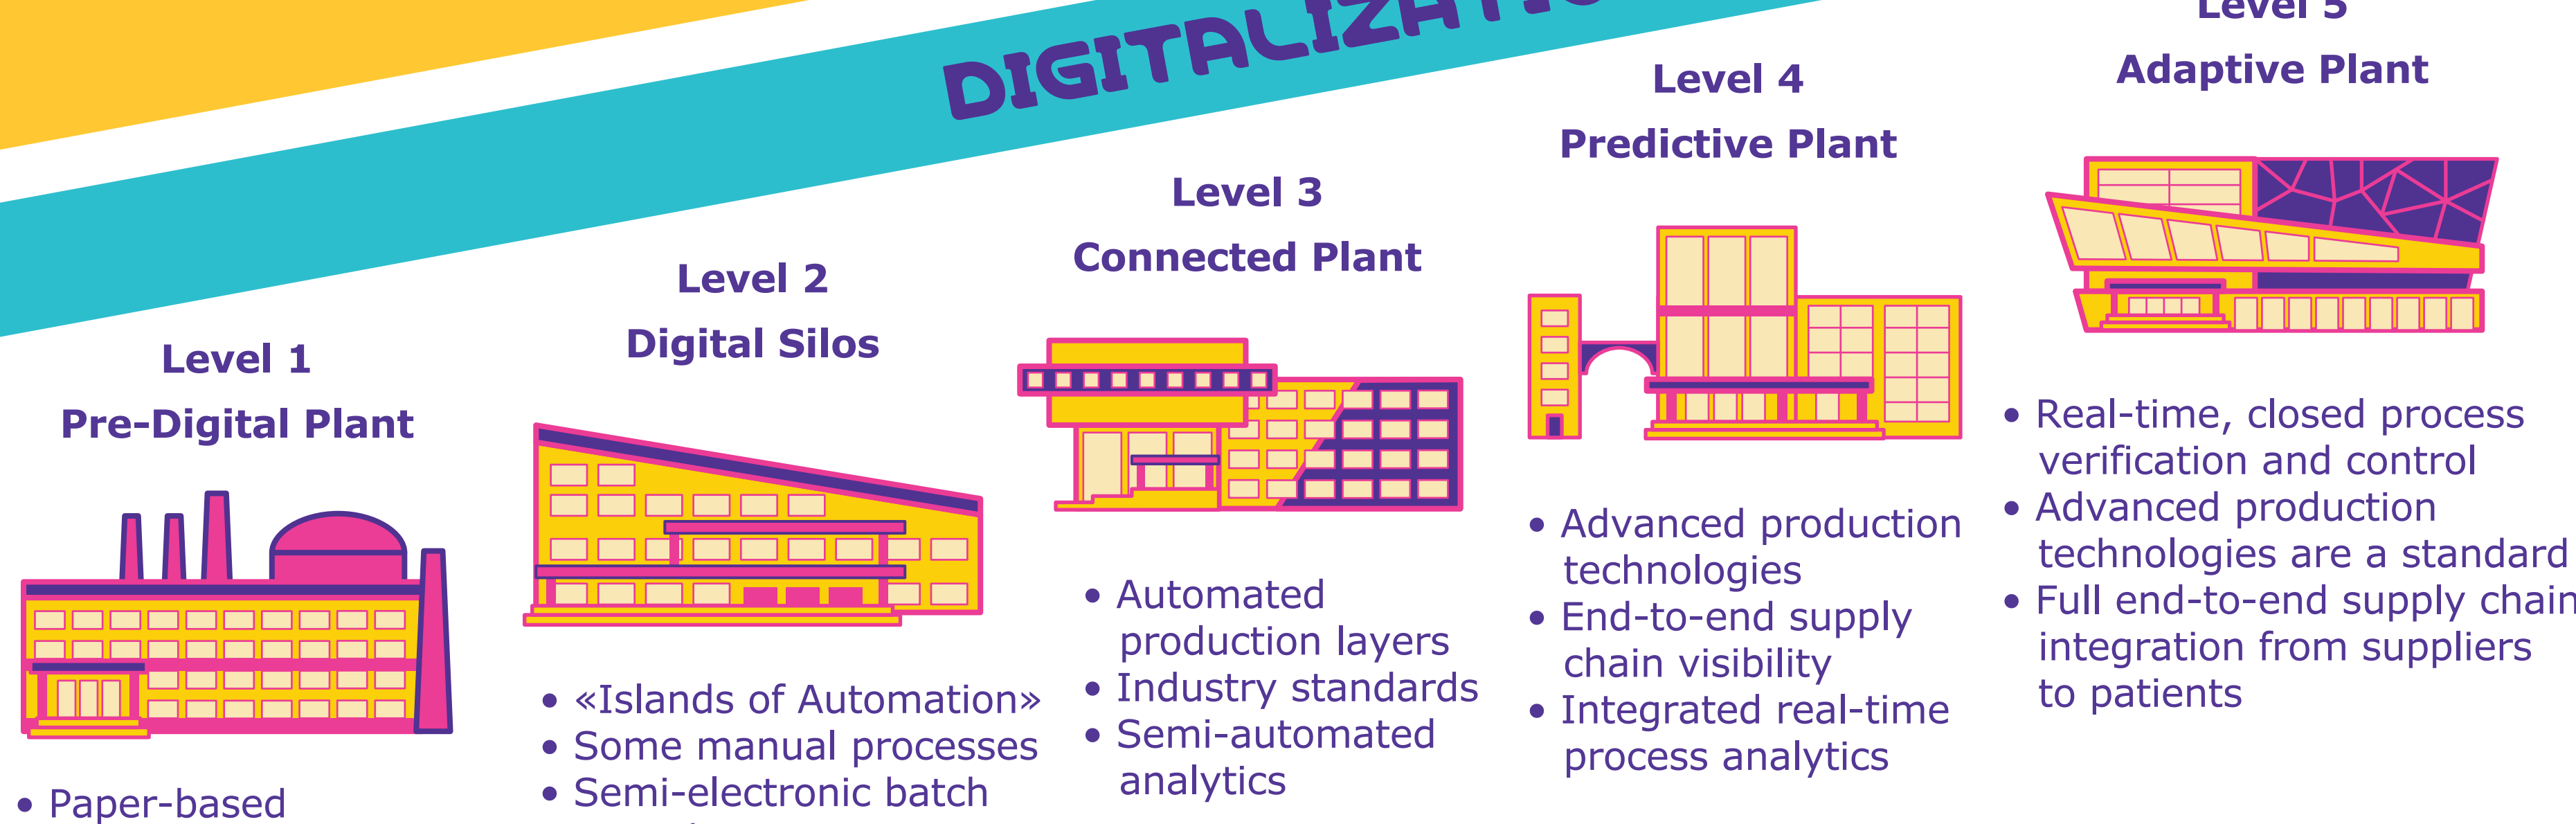 Level 5
Adaptive Plant
Level 4
Predictive Plant
Level 3
Connected Plant
Level 2
Digital Silos
Level 1
Pre-Digital Plant
• Real-time, closed process
verification and control
• Advanced production
technologies are a standard
• Full end-to-end supply chain
integration from suppliers
to patients
• Advanced production
technologies
• End-to-end supply
chain visibility
• Integrated real-time
process analytics
• Automated
production layers
• Industry standards
• Semi-automated
analytics
• «Islands of Automation»
• Some manual processes
• Semi-electronic batch
• Paper-based